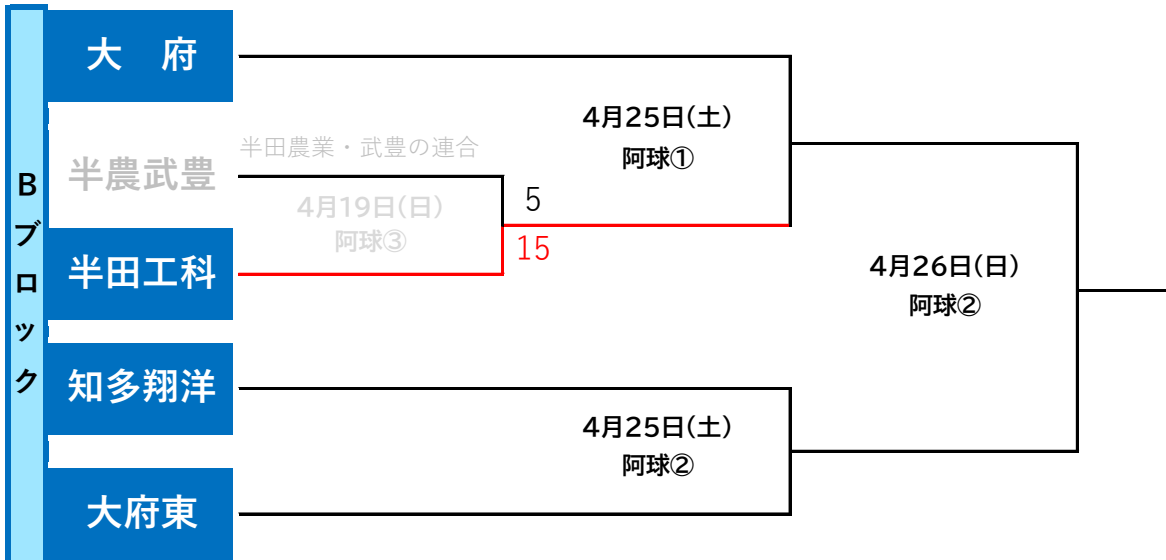 Bブロック
大 府
半農武豊
半田工科
知多翔洋
大府東
半田農業・武豊の連合
4月19日(日)
阿球③
5
15
4月25日(土)
阿球①
4月25日(土)
阿球②
4月26日(日)
阿球②